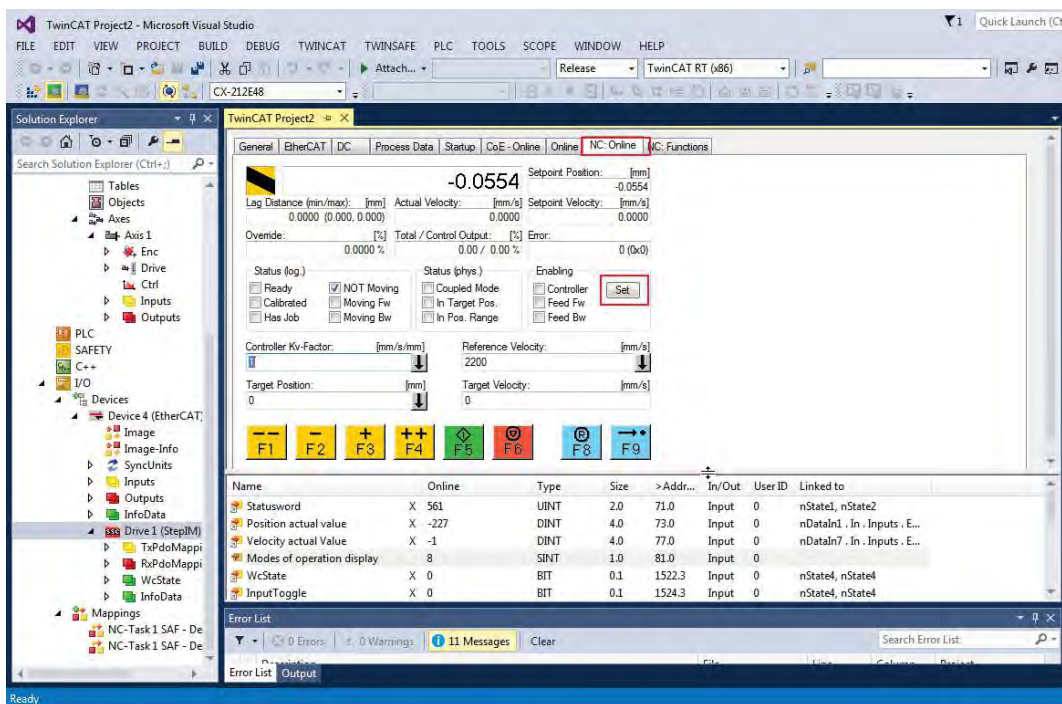 TwinCAT Project2 - Microsoft Visual Studio
1 Quick Launch (Ct
FILE EDIT VIEW PROJECT BUILD DEBUG TWINCAT TWINSAFE PLC TOOLS SCOPE WINDOW HELP
Attach... Release TwinCAT RT (x86)
CX-212E48
Solution Explorer
TwinCAT Project2
Search Solution Explorer (Ctrl+;)
Tables
Objects
Axes
Axis 1
Enc
Drive
Ctrl
Inputs
Outputs
PLC
SAFETY
C++
I/O
Devices
Device 4 (EtherCAT)
Image
Image-Info
SyncUnits
Inputs
Outputs
InfoData
Drive 1 (StepIM)
TxPdoMappi
RxPdoMappi
WcState
InfoData
Mappings
NC-Task 1 SAF - De
NC-Task 1 SAF - De
General EtherCAT DC Process Data Startup CoE - Online Online NC: Online NC: Functions
-0.0554
Setpoint Position: [mm]
-0.0554
Lag Distance (min/max): [mm] Actual Velocity: [mm/s] Setpoint Velocity: [mm/s]
0.0000 (0.000, 0.000) 0.0000 0.0000
Override: [%] Total / Control Output: [%] Error:
0.0000 % 0.00 / 0.00 % 0 (0x0)
Status (log.) Status (phys.) Enabling
Ready NOT Moving Coupled Mode Controller Set
Calibrated Moving Fw In Target Pos. Feed Fw
Has Job Moving Bw In Pos. Range Feed Bw
Controller Kv-Factor: [mm/s/mm] Reference Velocity: [mm/s]
1 2200
Target Position: [mm] Target Velocity: [mm/s]
0 0
-- - + ++ R
F1 F2 F3 F4 F5 F6 F8 F9
Name Online Type Size >Addr... In/Out User ID Linked to
Statusword X 561 UINT 2.0 71.0 Input 0 nState1, nState2
Position actual value X -227 DINT 4.0 73.0 Input 0 nDataIn1 . In . Inputs . E...
Velocity actual Value X -1 DINT 4.0 77.0 Input 0 nDataIn7 . In . Inputs . E...
Modes of operation display 8 SINT 1.0 81.0 Input 0
WcState X 0 BIT 0.1 1522.3 Input 0 nState4, nState4
InputToggle X 0 BIT 0.1 1524.3 Input 0 nState4, nState4
Error List
0 Errors 0 Warnings 11 Messages Clear Search Error List
Error List Output
Ready